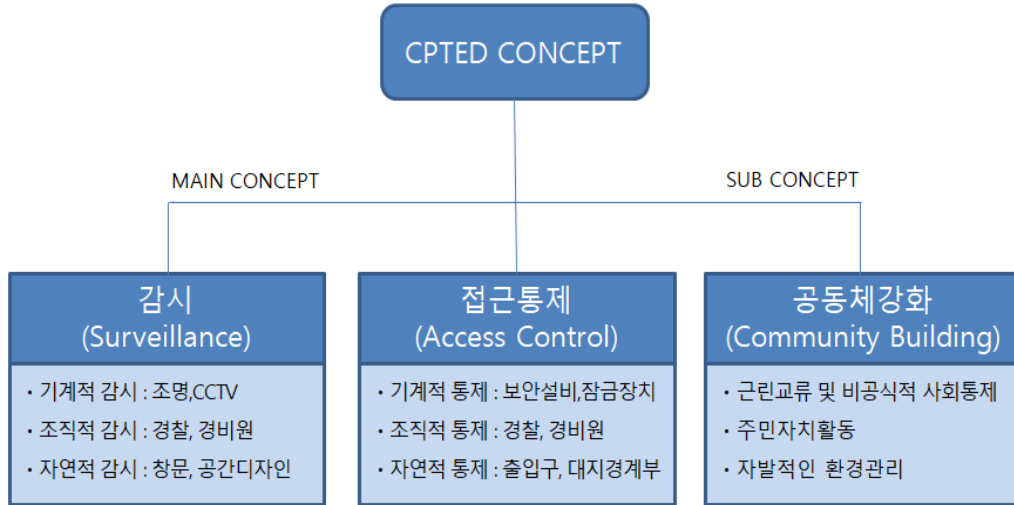 CPTED CONCEPT
MAIN CONCEPT
SUB CONCEPT
감시
(Surveillance)
• 기계적 감시 : 조명,CCTV
• 조직적 감시 : 경찰, 경비원
• 자연적 감시 : 창문, 공간디자인
접근통제
(Access Control)
• 기계적 통제 : 보안설비,잠금장치
• 조직적 통제 : 경찰, 경비원
• 자연적 통제 : 출입구, 대지경계부
공동체강화
(Community Building)
• 근린교류 및 비공식적 사회통제
• 주민자치활동
• 자발적인 환경관리